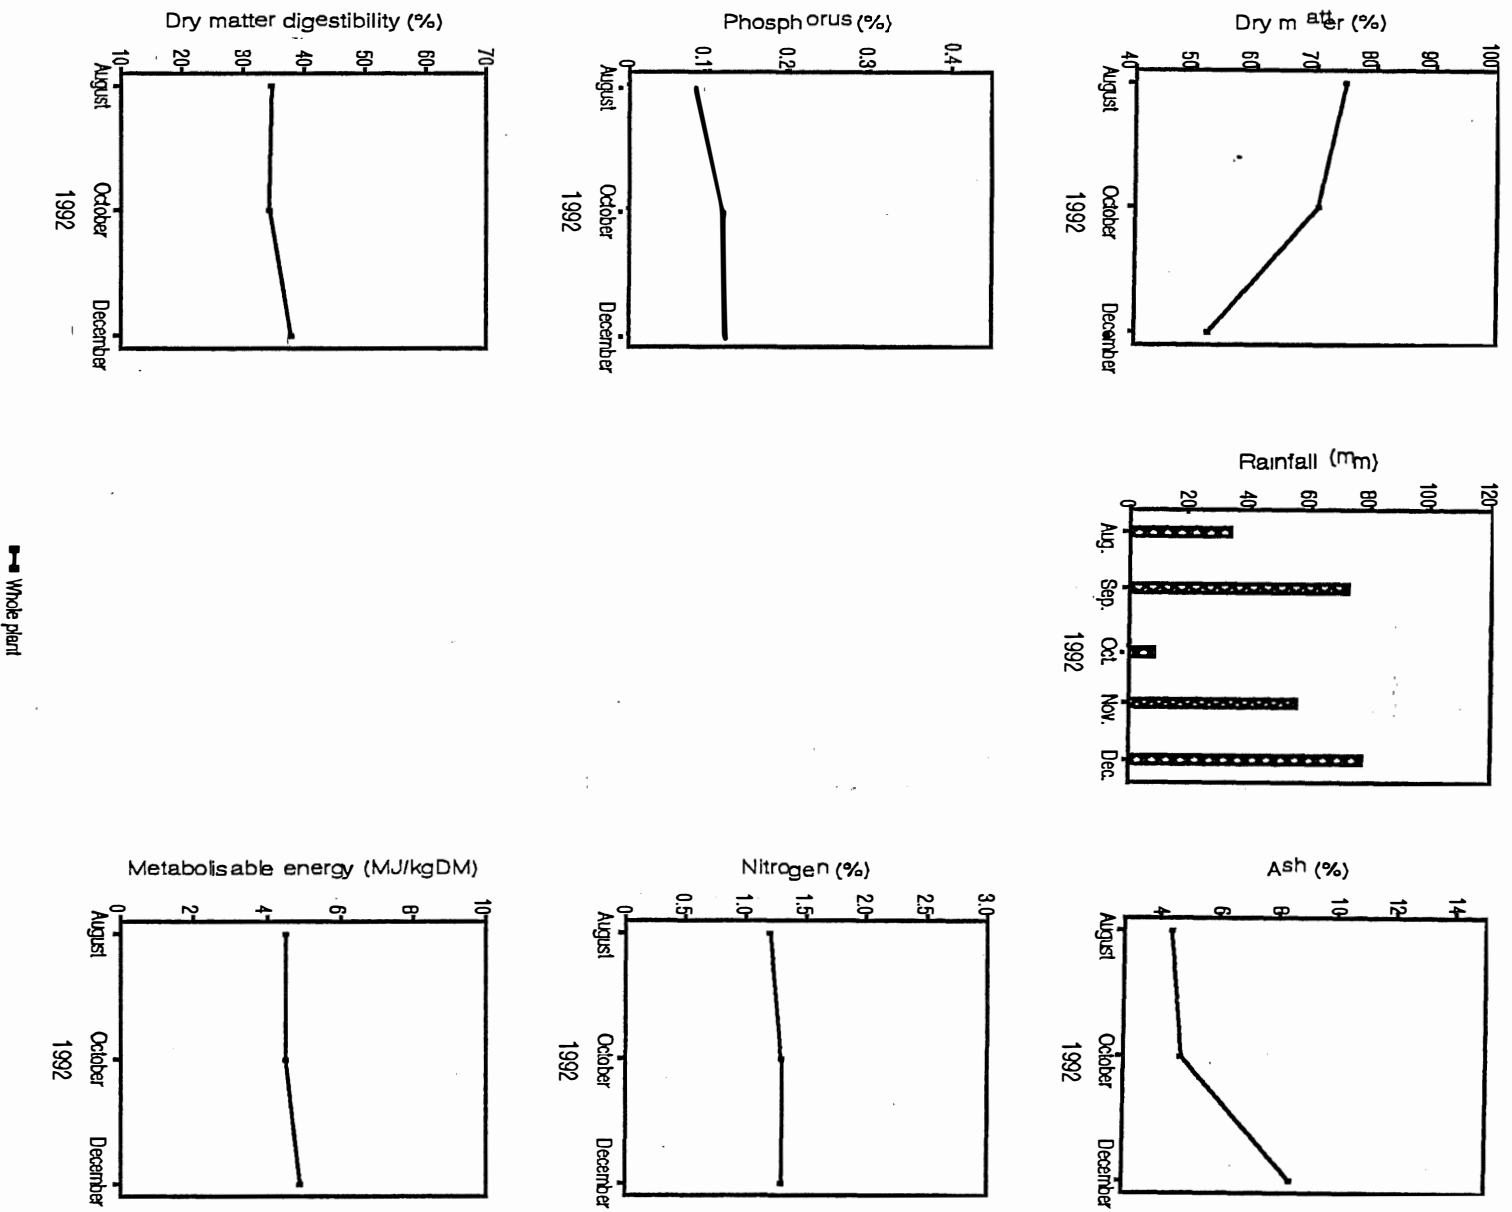 Dry matter (%)
100
90
80
70
60
50
40
August
October
December
1992
Rainfall (mm)
120
100
80
60
40
20
0
Aug.
Sep.
Oct.
Nov.
Dec.
1992
Ash (%)
14
12
10
8
6
4
August
October
December
1992
Phosphorus (%)
0.4
0.3
0.2
0.1
0
August
October
December
1992
Nitrogen (%)
3.0
2.5
2.0
1.5
1.0
0.5
0
August
October
December
1992
Dry matter digestibility (%)
70
60
50
40
30
20
10
August
October
December
1992
Metabolisable energy (MJ/kgDM)
10
8
6
4
2
0
August
October
December
1992
Whole plant